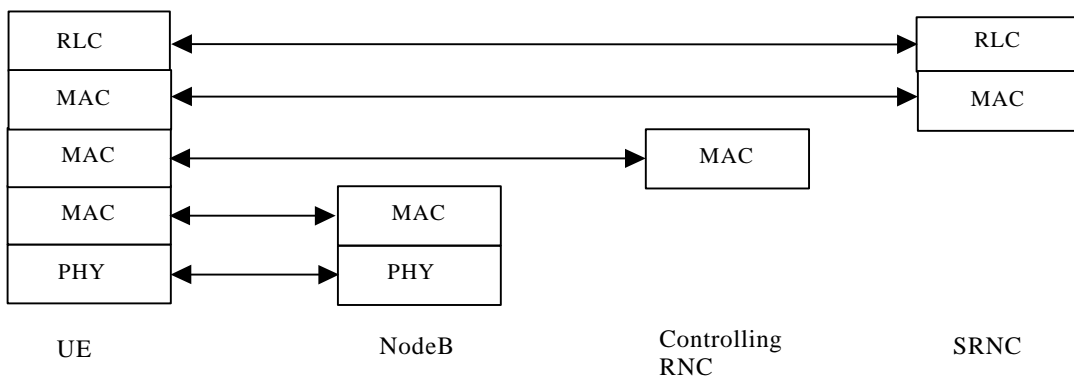 RLC RLC
MAC MAC
MAC MAC
MAC MAC
PHY PHY
UE NodeB Controlling RNC SRNC